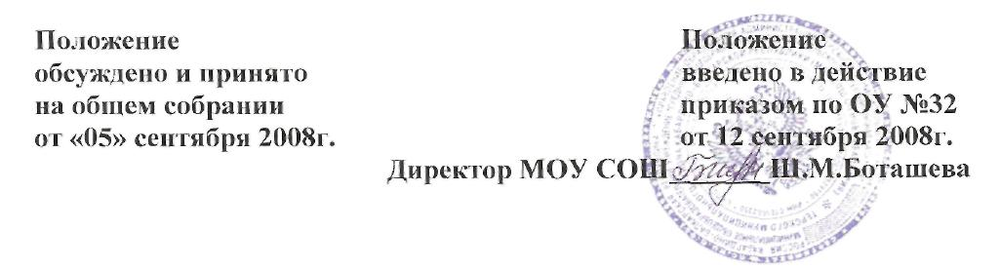 Положение
обсуждено и принято
на общем собрании
от «05» сентября 2008г.
Положение
введено в действие
приказом по ОУ №32
от 12 сентября 2008г.
Директор МОУ СОШ Ш.М.Боташева